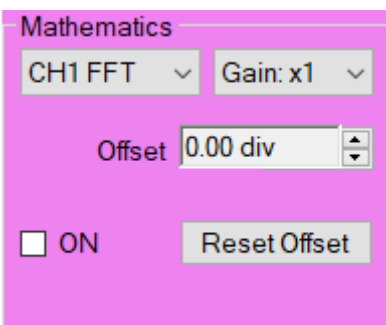 Mathematics
CH1 FFT Gain: x1
Offset 0.00 div
ON Reset Offset